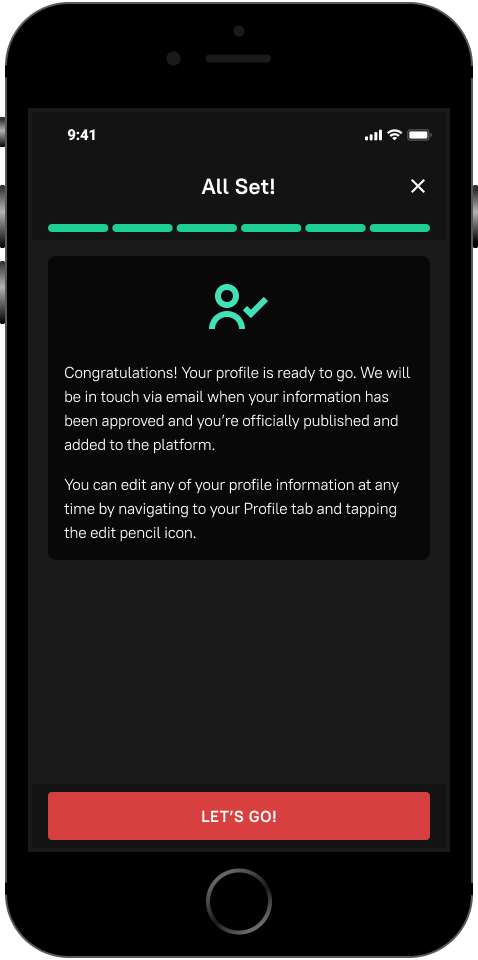 9:41
All Set!
Congratulations! Your profile is ready to go. We will
be in touch via email when your information has
been approved and you’re officially published and
added to the platform.
You can edit any of your profile information at any
time by navigating to your Profile tab and tapping
the edit pencil icon.
LET’S GO!